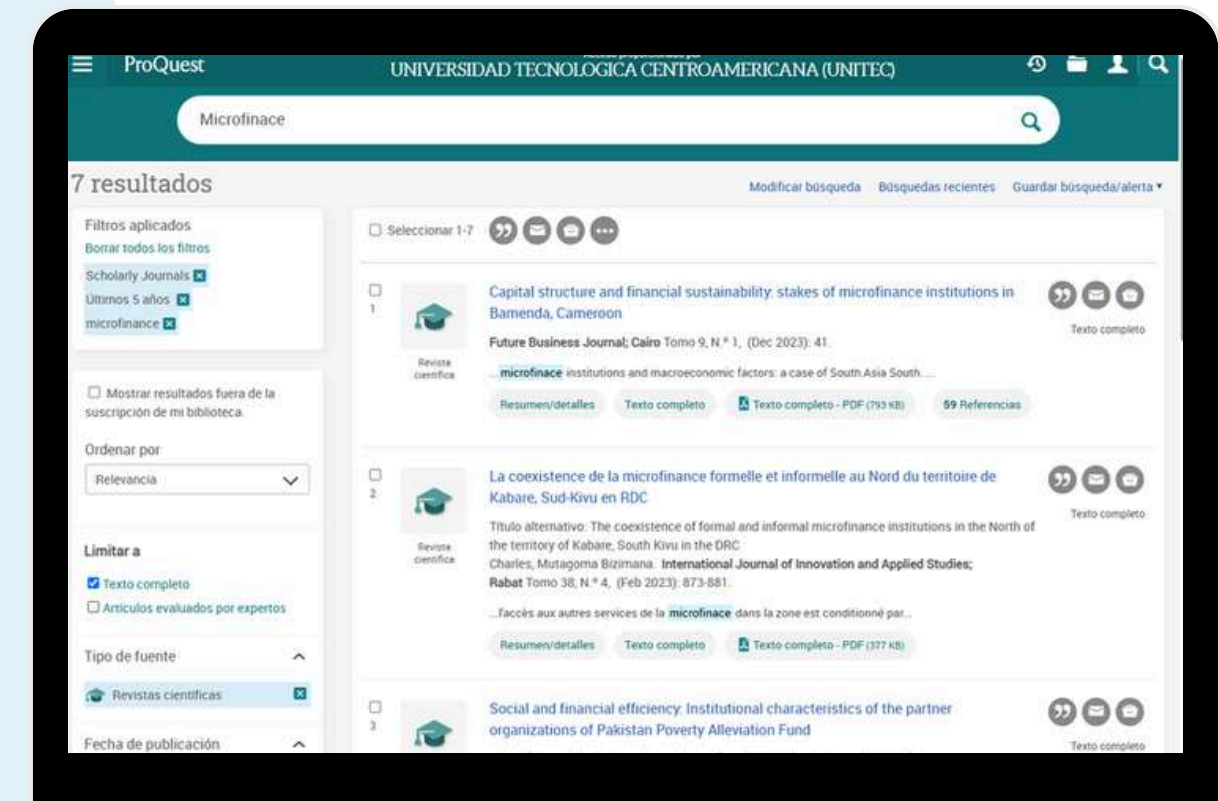 ProQuest
UNIVERSIDAD TECNOLOGICA CENTROAMERICANA (UNITEC)
Microfinace
7 resultados
Modificar búsqueda Búsquedas recientes Guardar búsqueda/alerta
Filtros aplicados
Borrar todos los filtros
Scholarly Journals
Últimos 5 años
microfinance
Mostrar resultados fuera de la
suscripción de mi biblioteca
Ordenar por
Relevancia
Limitar a
Texto completo
Artículos evaluados por expertos
Tipo de fuente
Revistas científicas
Fecha de publicación
Seleccionar 1-7
1
Revista
científica
Capital structure and financial sustainability: stakes of microfinance institutions in
Bamenda, Cameroon
Future Business Journal; Cairo Tomo 9, N.º 1, (Dec 2023): 41.
...microfinace institutions and macroeconomic factors: a case of South Asia South....
Resumen/detalles Texto completo Texto completo - PDF (793 KB) 59 Referencias
Texto completo
2
Revista
científica
La coexistence de la microfinance formelle et informelle au Nord du territoire de
Kabare, Sud-Kivu en RDC
Título alternativo: The coexistence of formal and informal microfinance institutions in the North of
the territory of Kabare, South Kivu in the DRC
Charles, Mutagoma Bizimana. International Journal of Innovation and Applied Studies;
Rabat Tomo 38, N.º 4, (Feb 2023): 873-881.
...l'accès aux autres services de la microfinace dans la zone est conditionné par...
Resumen/detalles Texto completo Texto completo - PDF (377 KB)
Texto completo
3
Social and financial efficiency: Institutional characteristics of the partner
organizations of Pakistan Poverty Alleviation Fund
Texto completo